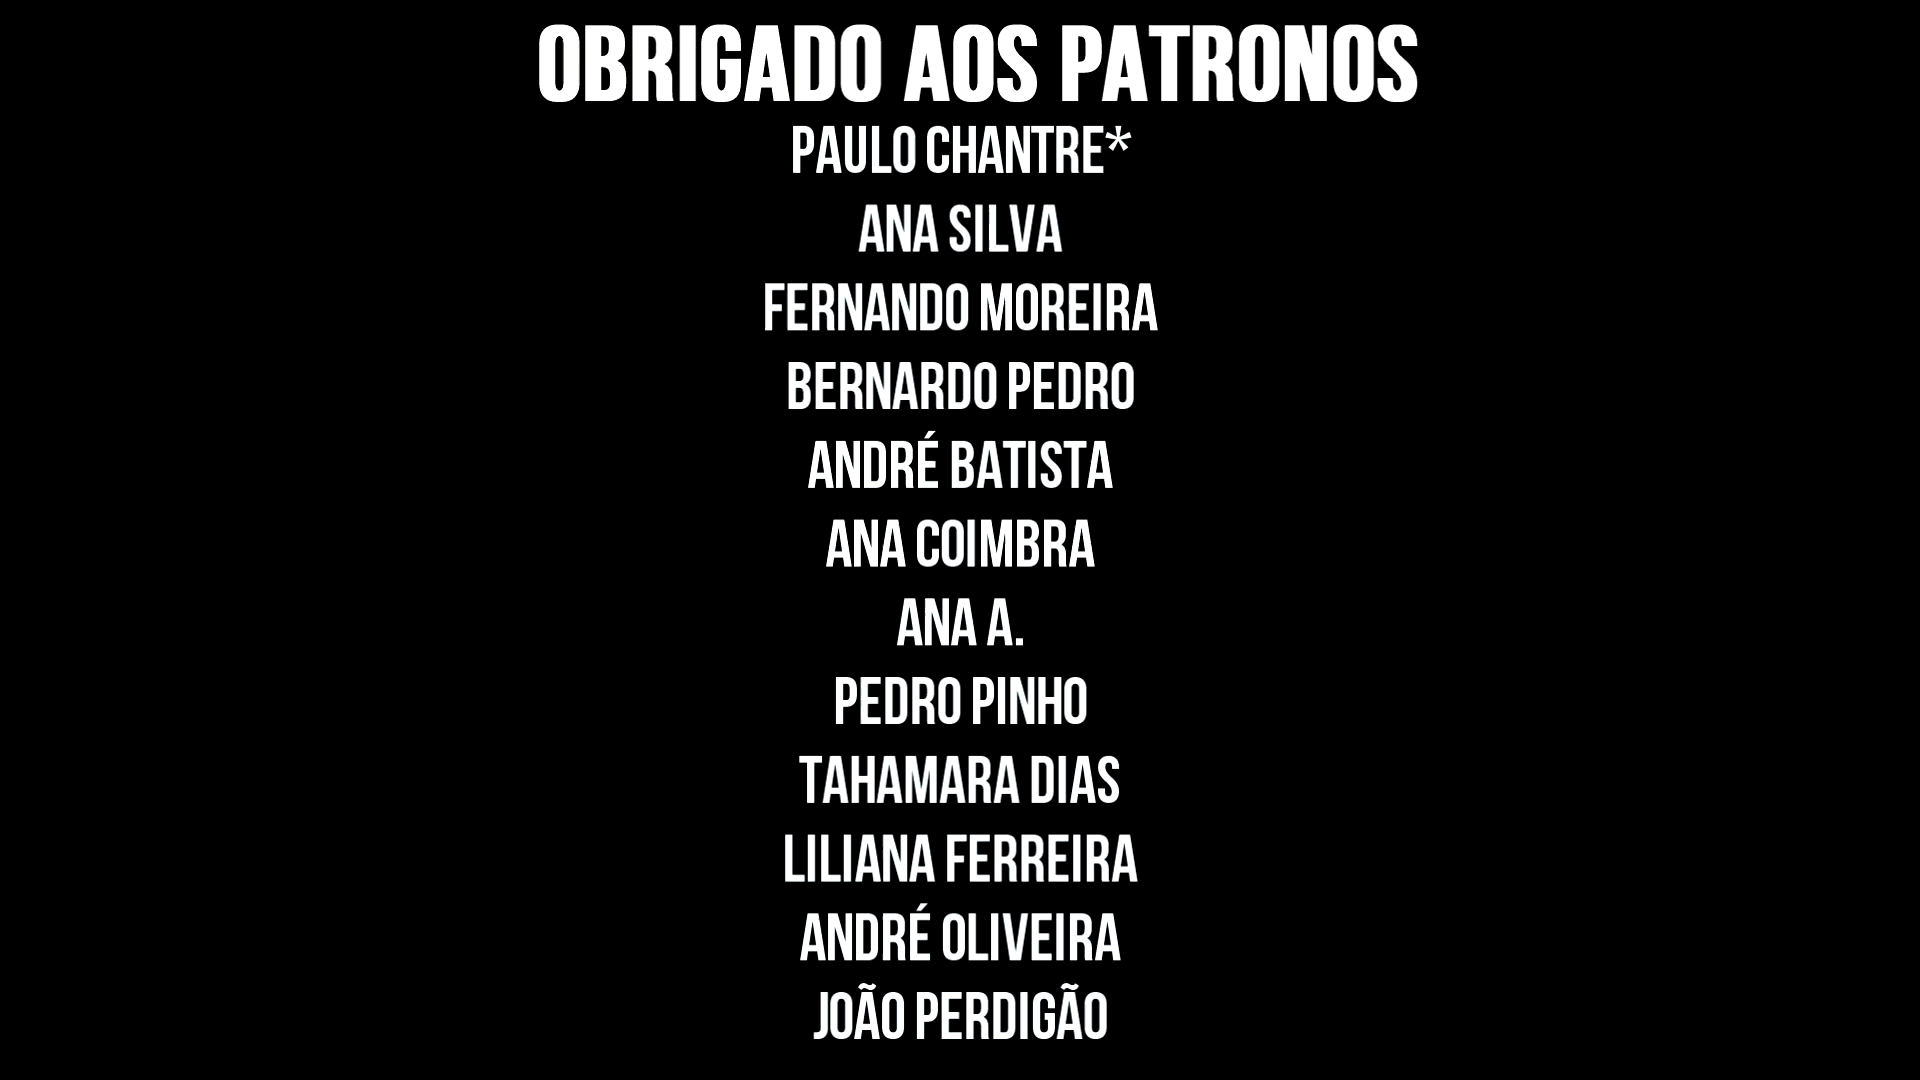 OBRIGADO AOS PATRONOS
PAULO CHANTRE*
ANA SILVA
FERNANDO MOREIRA
BERNARDO PEDRO
ANDRÉ BATISTA
ANA COIMBRA
ANA A.
PEDRO PINHO
TAHAMARA DIAS
LILIANA FERREIRA
ANDRÉ OLIVEIRA
JOÃO PERDIGÃO